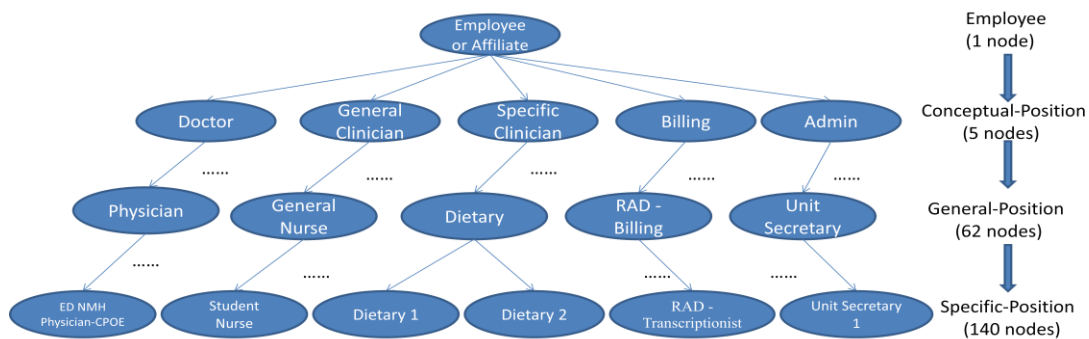 Employee
or Affiliate
Employee
(1 node)
Doctor
General
Clinician
Specific
Clinician
Billing
Admin
Conceptual-Position
(5 nodes)
......
......
......
......
......
Physician
General
Nurse
Dietary
RAD -
Billing
Unit
Secretary
General-Position
(62 nodes)
......
......
......
......
......
ED NMH
Physician-CPOE
Student
Nurse
Dietary 1
Dietary 2
RAD -
Transcriptionist
Unit Secretary
1
Specific-Position
(140 nodes)